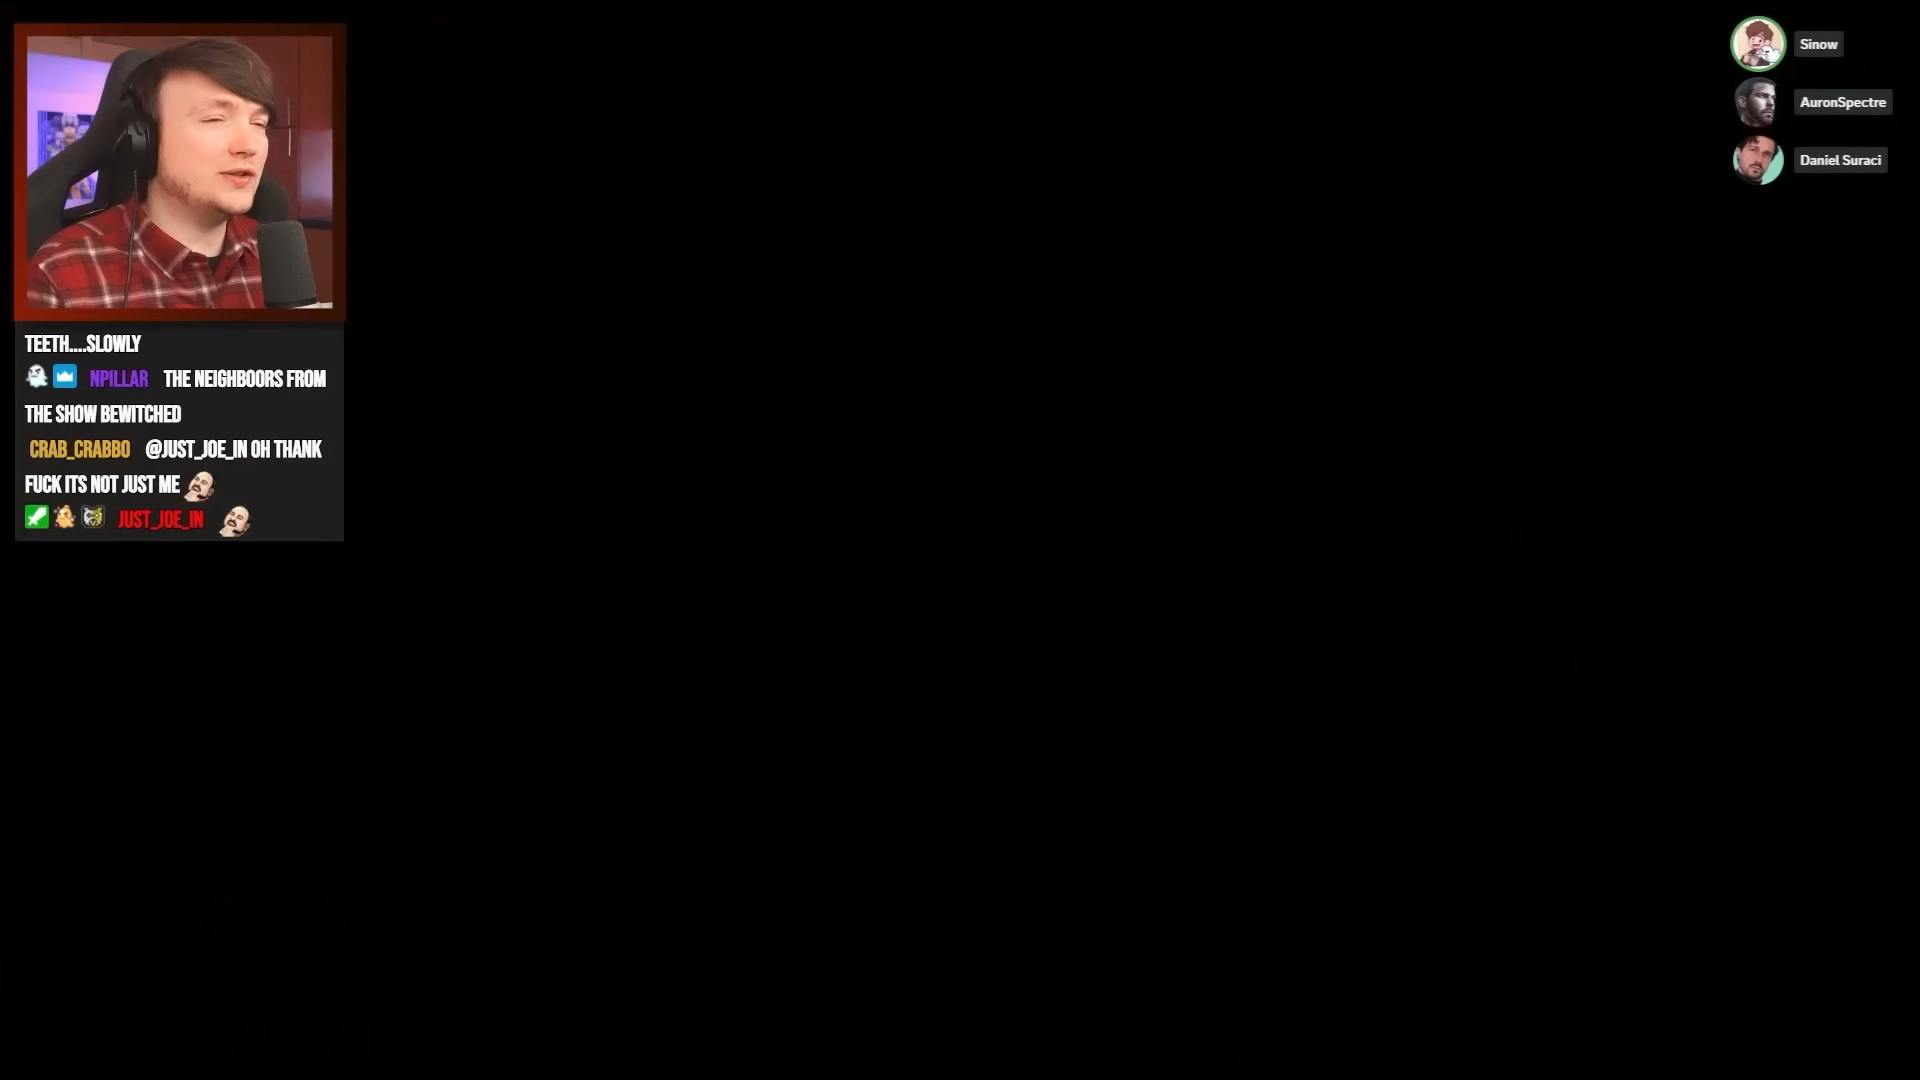 TEETH....SLOWLY
NPILLAR THE NEIGHBOORS FROM
THE SHOW BEWITCHED
CRAB_CRABBO @JUST_JOE_IN OH THANK
FUCK ITS NOT JUST ME
JUST_JOE_IN
Sinow
AuronSpectre
Daniel Suraci